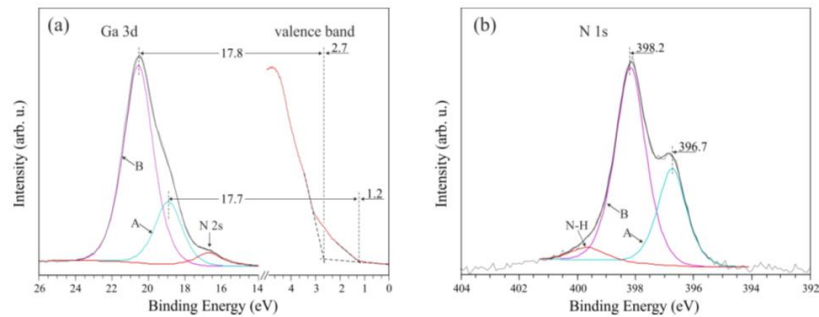 (a)
Ga 3d
valence band
17.8
2.7
B
17.7
1.2
A
N 2s
Intensity (arb. u.)
26 24 22 20 18 16 14 4 3 2 1 0
Binding Energy (eV)
(b)
N 1s
398.2
396.7
B
N-H
A
Intensity (arb. u.)
404 402 400 398 396 394 392
Binding Energy (eV)